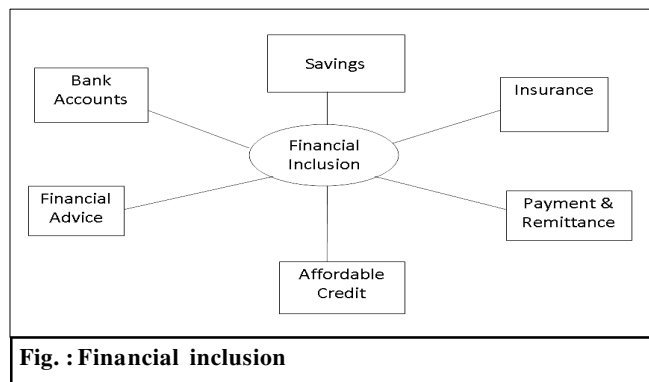 Savings
Bank
Accounts
Insurance
Financial
Inclusion
Financial
Advice
Payment &
Remittance
Affordable
Credit
Fig. : Financial inclusion